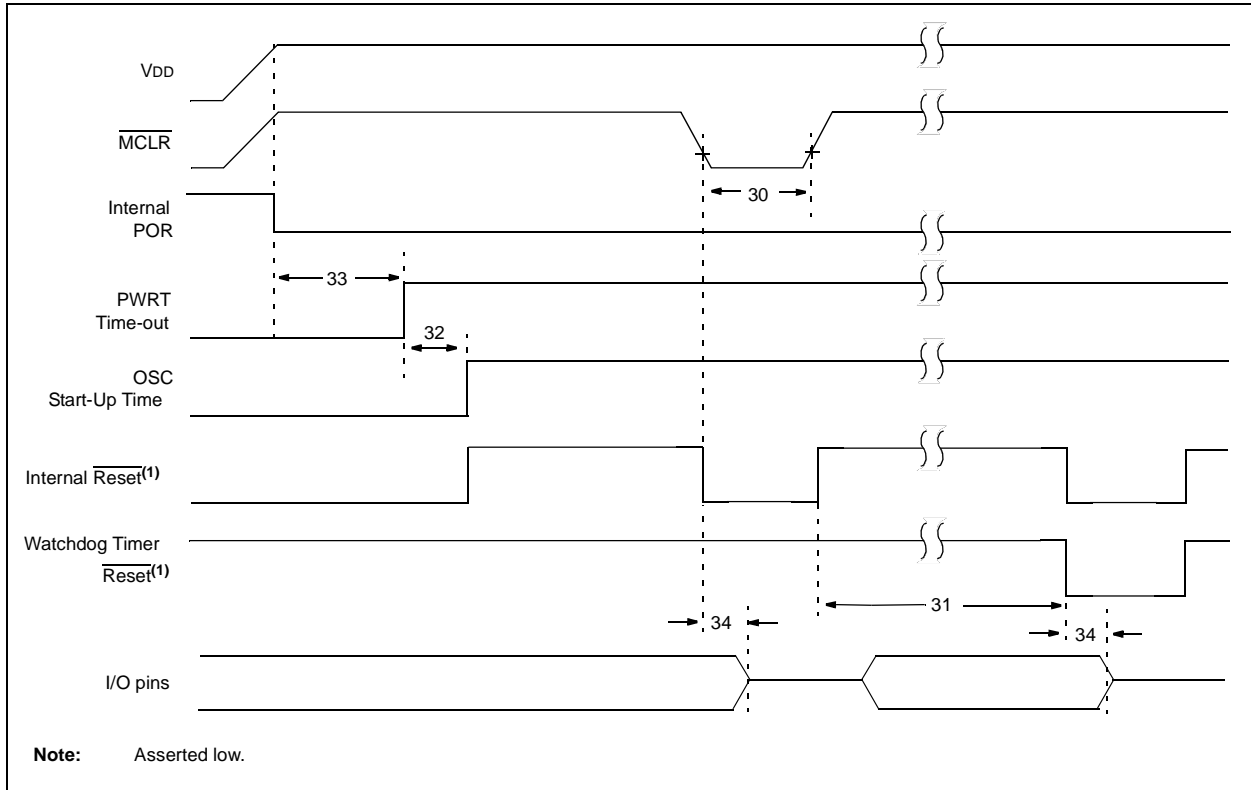 VDD
MCLR
30
Internal
POR
33
PWRT
Time-out
32
OSC
Start-Up Time
Internal Reset(1)
Watchdog Timer
Reset(1)
31
34
34
I/O pins
Note: Asserted low.